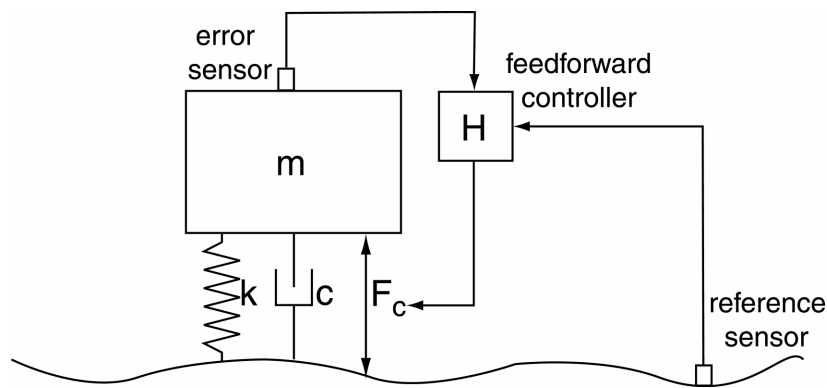 error
sensor
feedforward
controller
m
H
k
c
Fc
reference
sensor